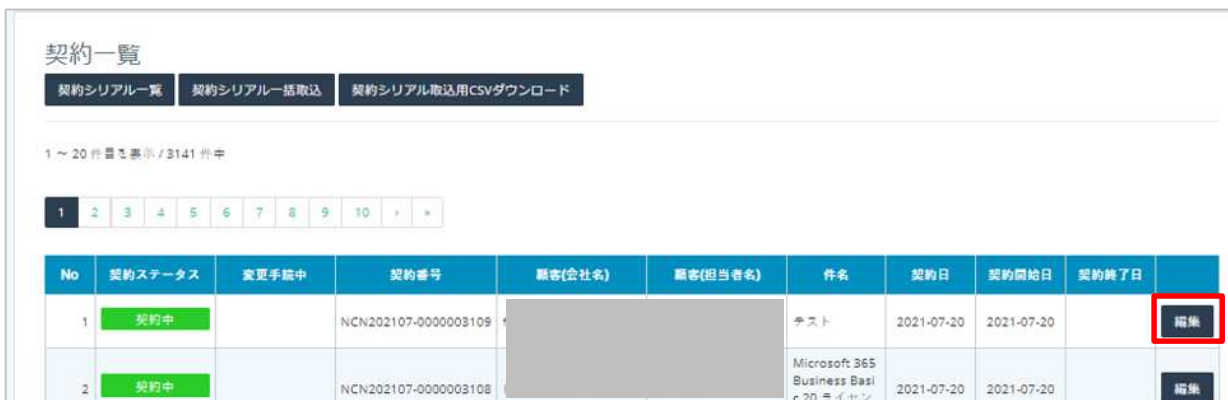 契約一覧
契約シリアル一覧 契約シリアル一括取込 契約シリアル取込用CSVダウンロード
1 ~ 20 件目を表示 / 3141 件中
1 2 3 4 5 6 7 8 9 10 › »
No 契約ステータス 変更手続中 契約番号 顧客(会社名) 顧客(担当者名) 件名 契約日 契約開始日 契約終了日
1 契約中 NCN202107-0000003109 テスト 2021-07-20 2021-07-20 編集
Microsoft 365
Business Basi
2 契約中 NCN202107-0000003108 2021-07-20 2021-07-20 編集
c 20 ライセン